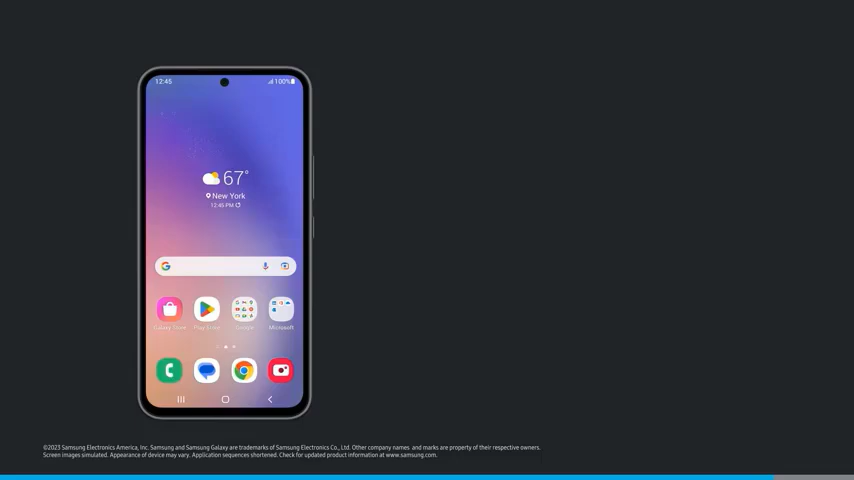 12:45
100%
67°
New York
12:45 PM
G
Galaxy Store
Play Store
Google
Microsoft
©2023 Samsung Electronics America, Inc. Samsung and Samsung Galaxy are trademarks of Samsung Electronics Co., Ltd. Other company names and marks are property of their respective owners.
Screen images simulated. Appearance of device may vary. Application sequences shortened. Check for updated product information at www.samsung.com.